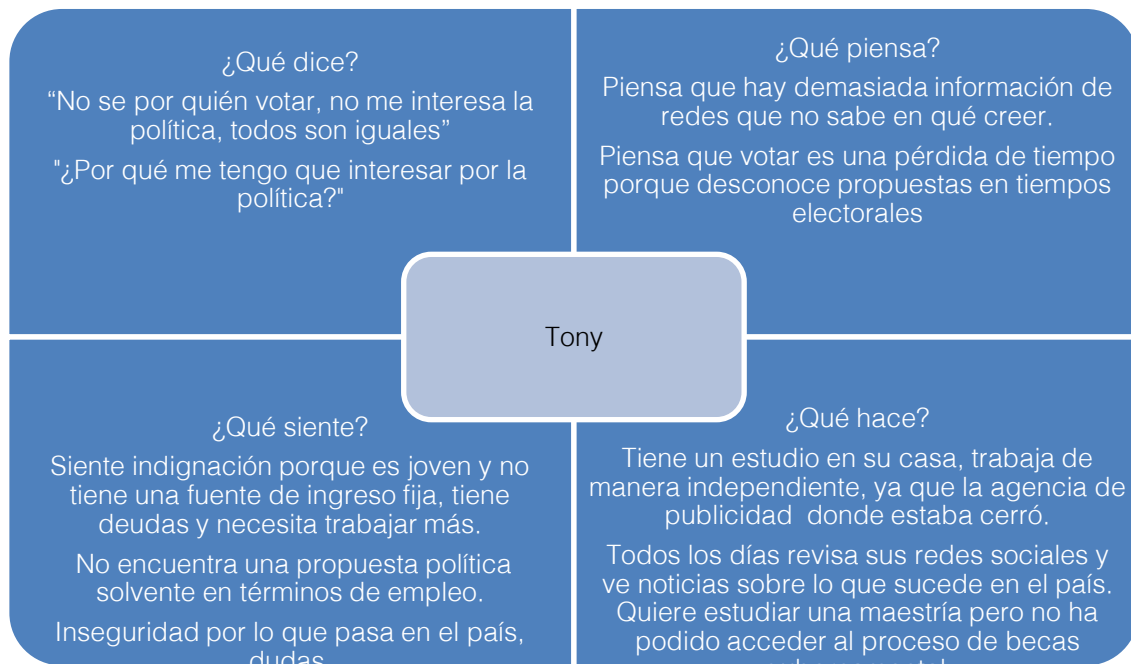 ¿Qué dice?
“No se por quién votar, no me interesa la
política, todos son iguales”
"¿Por qué me tengo que interesar por la
política?"
¿Qué piensa?
Piensa que hay demasiada información de
redes que no sabe en qué creer.
Piensa que votar es una pérdida de tiempo
porque desconoce propuestas en tiempos
electorales
Tony
¿Qué siente?
Siente indignación porque es joven y no
tiene una fuente de ingreso fija, tiene
deudas y necesita trabajar más.
No encuentra una propuesta política
solvente en términos de empleo.
Inseguridad por lo que pasa en el país,
dudas
¿Qué hace?
Tiene un estudio en su casa, trabaja de
manera independiente, ya que la agencia de
publicidad  donde estaba cerró.
Todos los días revisa sus redes sociales y
ve noticias sobre lo que sucede en el país.
Quiere estudiar una maestría pero no ha
podido acceder al proceso de becas